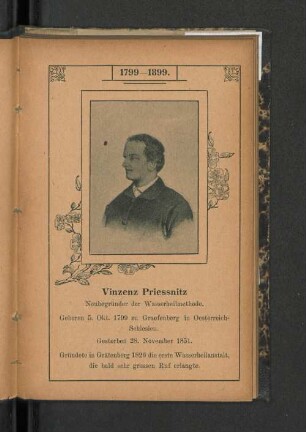 1799—1899.
Vinzenz Priessnitz
Neubegründer der Wasserheilmethode.
Geboren 5. Okt. 1799 zu Graefenberg in Oesterreich-
Schlesien.
Gestorben 28. November 1851.
Gründete in Gräfenberg 1826 die erste Wasserheilanstalt,
die bald sehr grossen Ruf erlangte.